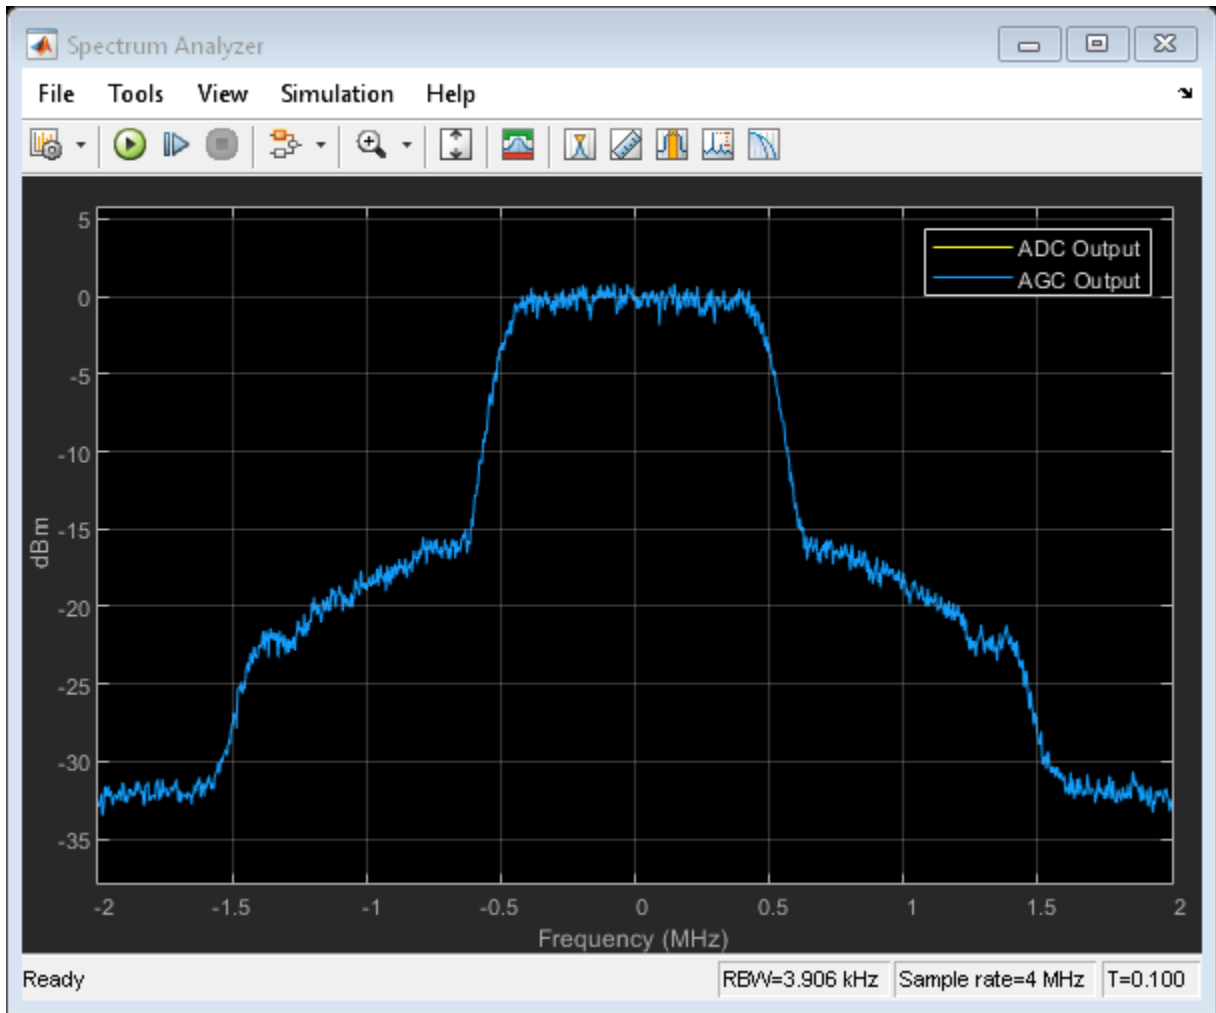 Spectrum Analyzer
File Tools View Simulation Help
5
0
-5
-10
-15
-20
-25
-30
-35
dBm
ADC Output
AGC Output
-2 -1.5 -1 -0.5 0 0.5 1 1.5 2
Frequency (MHz)
Ready RBW=3.906 kHz Sample rate=4 MHz T=0.100